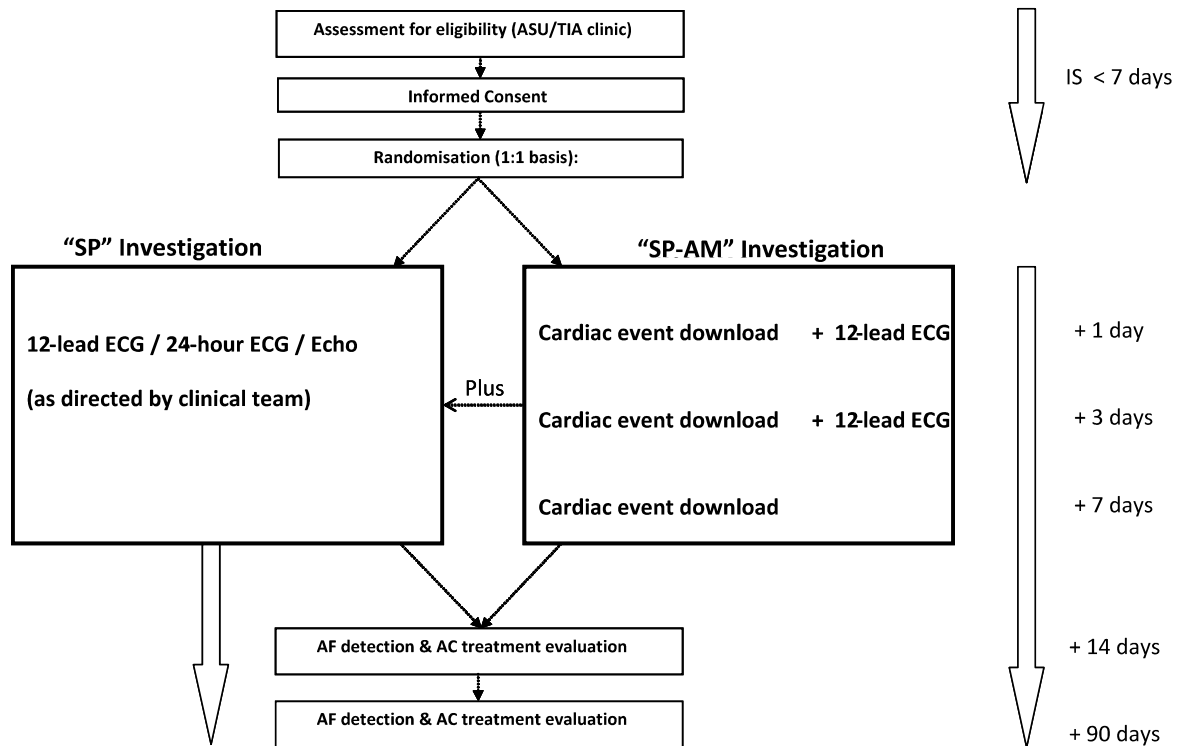 Assessment for eligibility (ASU/TIA clinic)
IS < 7 days
Informed Consent
Randomisation (1:1 basis):
“SP” Investigation
“SP-AM” Investigation
12-lead ECG / 24-hour ECG / Echo
(as directed by clinical team)
Plus
Cardiac event download + 12-lead ECG
+ 1 day
Cardiac event download + 12-lead ECG
+ 3 days
Cardiac event download
+ 7 days
AF detection & AC treatment evaluation
+ 14 days
AF detection & AC treatment evaluation
+ 90 days